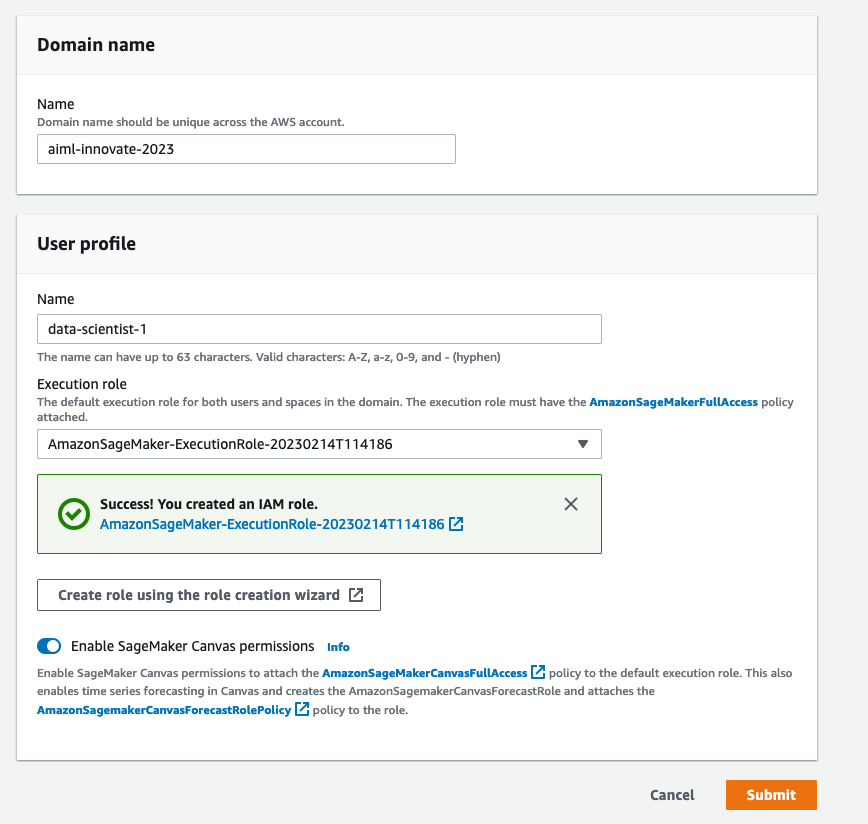 Domain name
Name
Domain name should be unique across the AWS account.
aiml-innovate-2023
User profile
Name
data-scientist-1
The name can have up to 63 characters. Valid characters: A-Z, a-z, 0-9, and - (hyphen)
Execution role
The default execution role for both users and spaces in the domain. The execution role must have the AmazonSageMakerFullAccess policy
attached.
AmazonSageMaker-ExecutionRole-20230214T114186
Success! You created an IAM role.
AmazonSageMaker-ExecutionRole-20230214T114186
Create role using the role creation wizard
Enable SageMaker Canvas permissions Info
Enable SageMaker Canvas permissions to attach the AmazonSageMakerCanvasFullAccess policy to the default execution role. This also
enables time series forecasting in Canvas and creates the AmazonSagemakerCanvasForecastRole and attaches the
AmazonSagemakerCanvasForecastRolePolicy policy to the role.
Cancel Submit